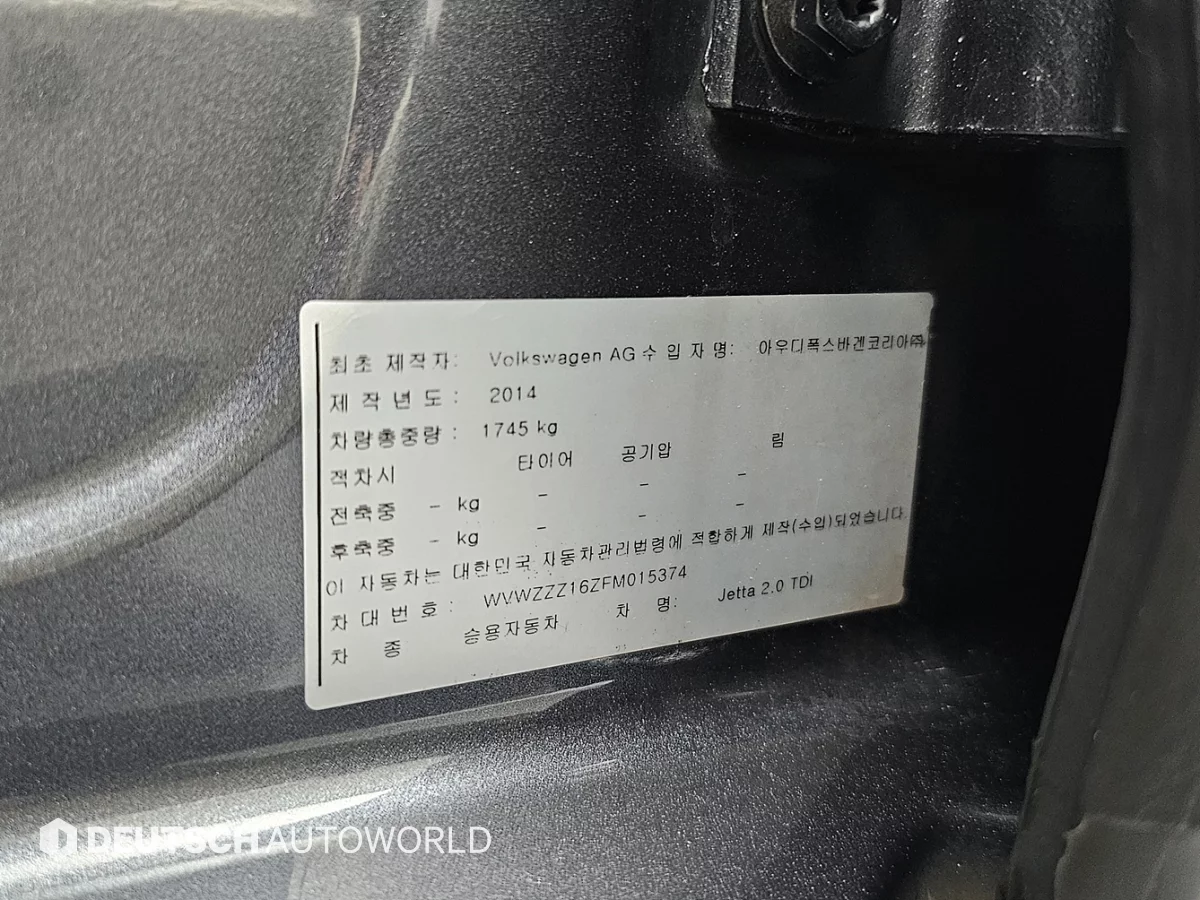 최초 제작자: Volkswagen AG 수 입 자 명: 아우디폭스바겐코리아㈜
제 작 년 도 : 2014
차량총중량 : 1745 kg
적차시 타이어 공기압 림
전축중 - kg - - -
후축중 - kg - - -
이 자동차는 대한민국 자동차관리법령에 적합하게 제작(수입)되었습니다.
차 대 번 호 : WVWZZZ16ZFM015374
차 종 승용자동차 차 명: Jetta 2.0 TDI
DEUTSCH AUTOWORLD